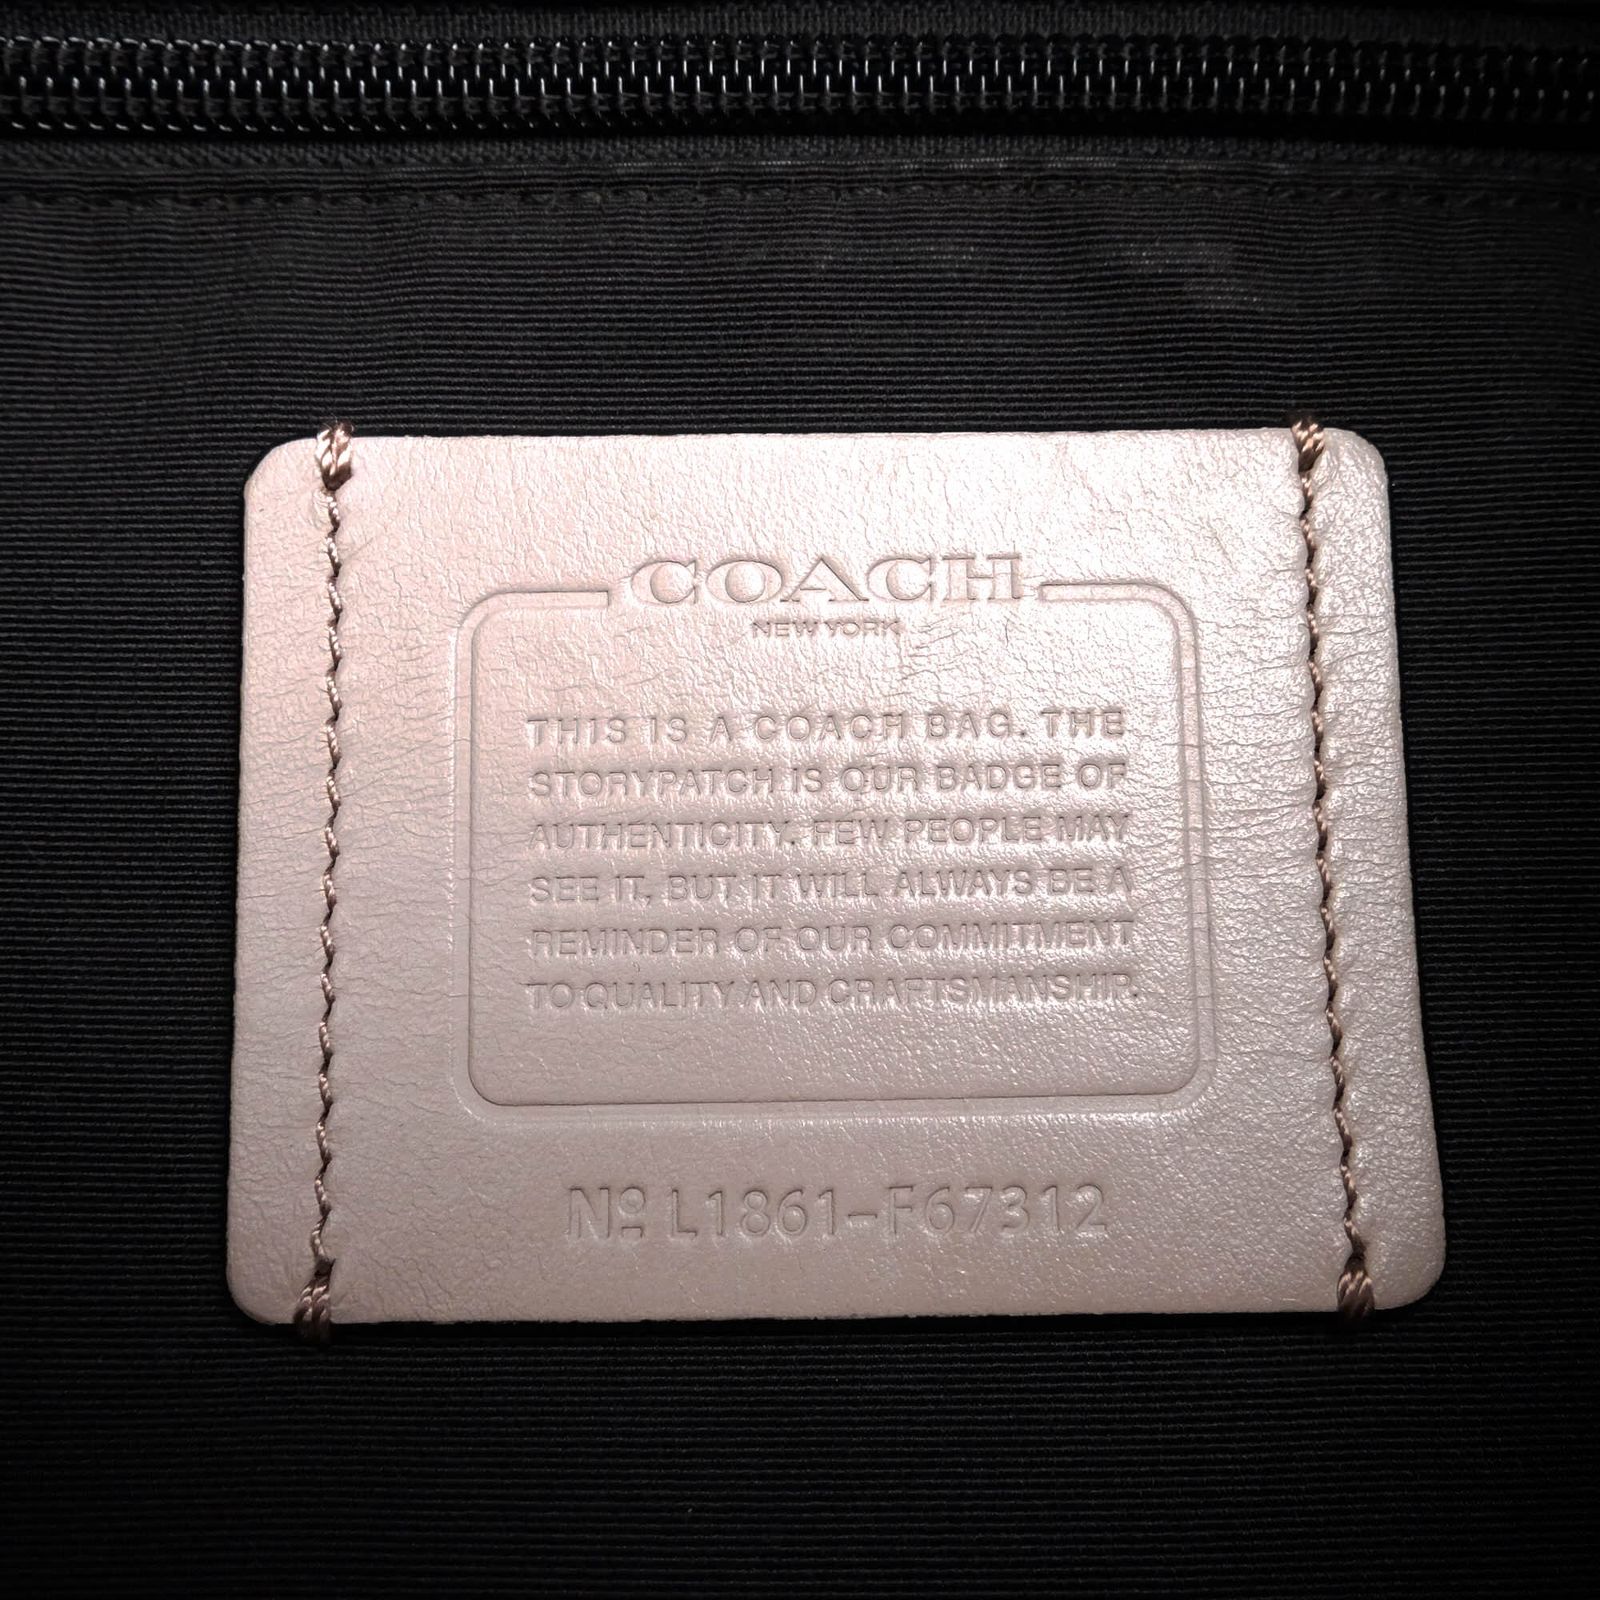 COACH
NEW YORK
THIS IS A COACH BAG. THE
STORYPATCH IS OUR BADGE OF
AUTHENTICITY. FEW PEOPLE MAY
SEE IT, BUT IT WILL ALWAYS BE A
REMINDER OF OUR COMMITMENT
TO QUALITY AND CRAFTSMANSHIP.
Nº L1861-F67312